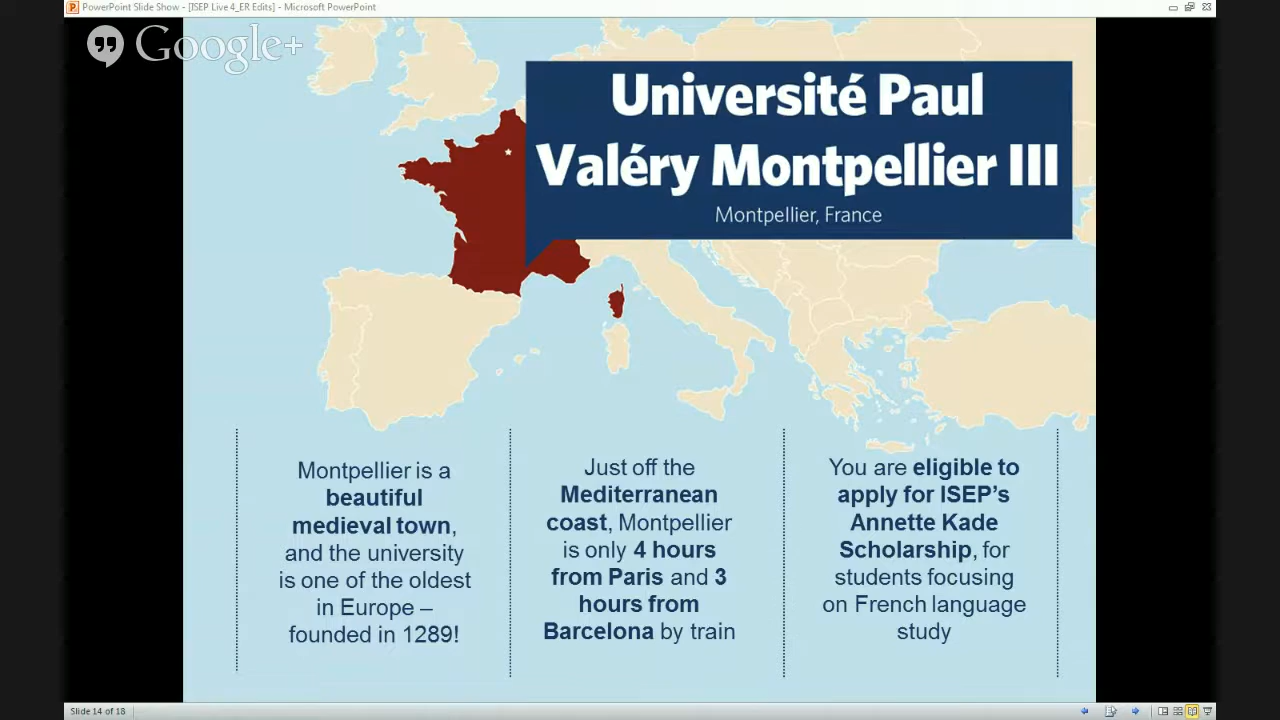 PowerPoint Slide Show - [ISEP Live 4_ER Edits] - Microsoft PowerPoint
Google+
Université Paul
Valéry Montpellier III
Montpellier, France
Montpellier is a
beautiful
medieval town,
and the university
is one of the oldest
in Europe –
founded in 1289!
Just off the
Mediterranean
coast, Montpellier
is only 4 hours
from Paris and 3
hours from
Barcelona by train
You are eligible to
apply for ISEP's
Annette Kade
Scholarship, for
students focusing
on French language
study
Slide 14 of 18